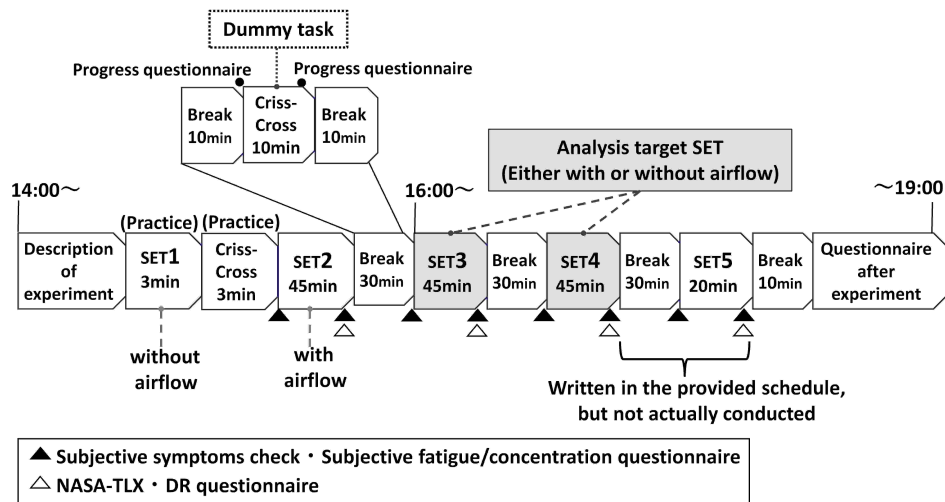 Dummy task
Progress questionnaire
Progress questionnaire
Break
10min
Criss-
Cross
10min
Break
10min
Analysis target SET
(Either with or without airflow)
14:00～
16:00～
～19:00
(Practice)
(Practice)
Description
of
experiment
SET1
3min
Criss-
Cross
3min
SET2
45min
Break
30min
SET3
45min
Break
30min
SET4
45min
Break
30min
SET5
20min
Break
10min
Questionnaire
after
experiment
without
airflow
with
airflow
Written in the provided schedule,
but not actually conducted
▲ Subjective symptoms check・Subjective fatigue/concentration questionnaire
△ NASA-TLX・DR questionnaire